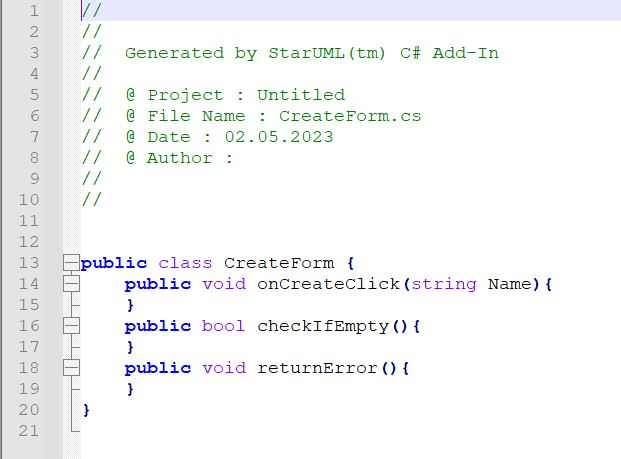 1 //
2 //
3 //  Generated by StarUML(tm) C# Add-In
4 //
5 //  @ Project : Untitled
6 //  @ File Name : CreateForm.cs
7 //  @ Date : 02.05.2023
8 //  @ Author :
9 //
10 //
11
12
13 public class CreateForm {
14     public void onCreateClick(string Name){
15     }
16     public bool checkIfEmpty(){
17     }
18     public void returnError(){
19     }
20 }
21